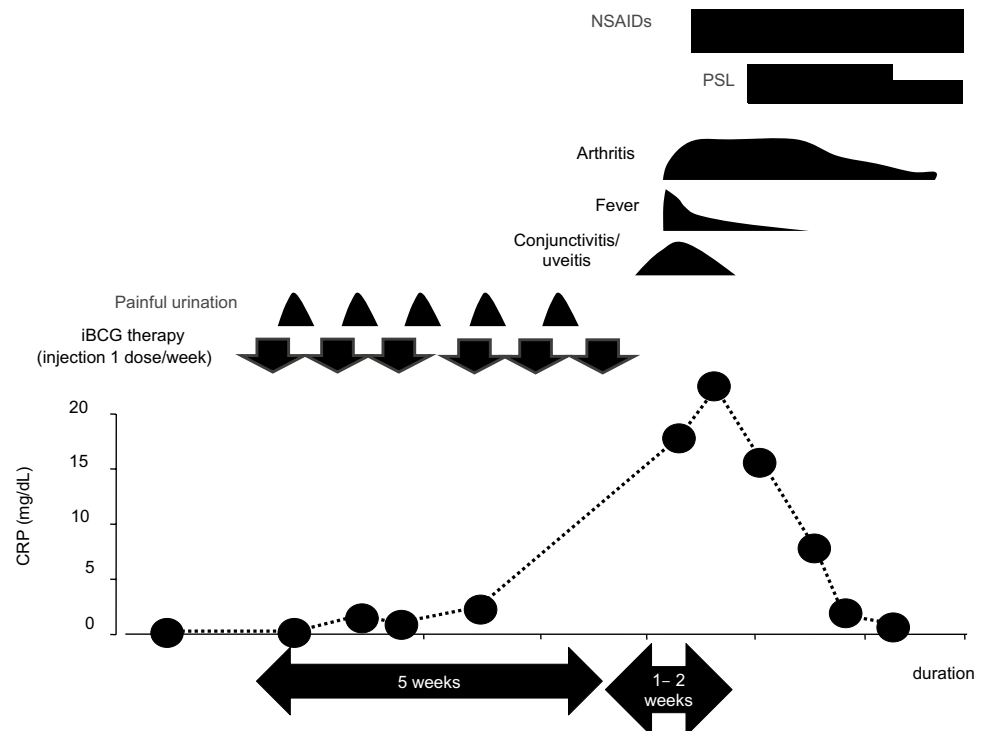 NSAIDs
PSL
Arthritis
Fever
Conjunctivitis/
uveitis
Painful urination
iBCG therapy
(injection 1 dose/week)
20
15
10
5
0
CRP (mg/dL)
5 weeks
1– 2
weeks
duration